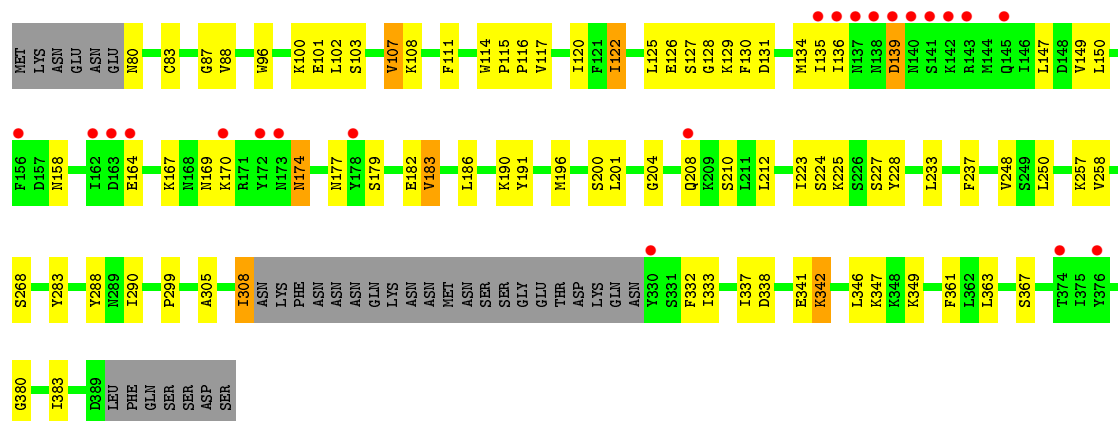 MET LYS ASN GLU ASN GLU N80 C83 G87 V88 W96 K100 E101 L102 S103 V107 K108 F111 W114 P115 P116 V117 I120 F121 I122 L125 E126 S127 G128 K129 F130 D131 M134 I135 I136 N137 N138 D139 N140 S141 K142 R143 M144 Q145 I146 L147 D148 V149 L150
F156 D157 N158 I162 D163 E164 K167 N168 N169 K170 R171 Y172 N173 N174 N177 Y178 S179 E182 V183 L186 K190 Y191 M196 S200 L201 G204 Q208 K209 S210 L211 L212 I223 S224 K225 S226 S227 Y228 L233 F237 V248 S249 L250 K257 V258
S268 Y283 Y288 N289 I290 P299 A305 I308 ASN LYS PHE ASN ASN ASN GLN LYS ASN ASN MET ASN SER SER GLY GLU THR ASP LYS GLN ASN Y330 S331 F332 I333 I337 D338 E341 K342 L346 K347 K348 K349 F361 L362 L363 S367 T374 I375 Y376
G380 I383 D389 LEU PHE GLN SER SER ASP SER